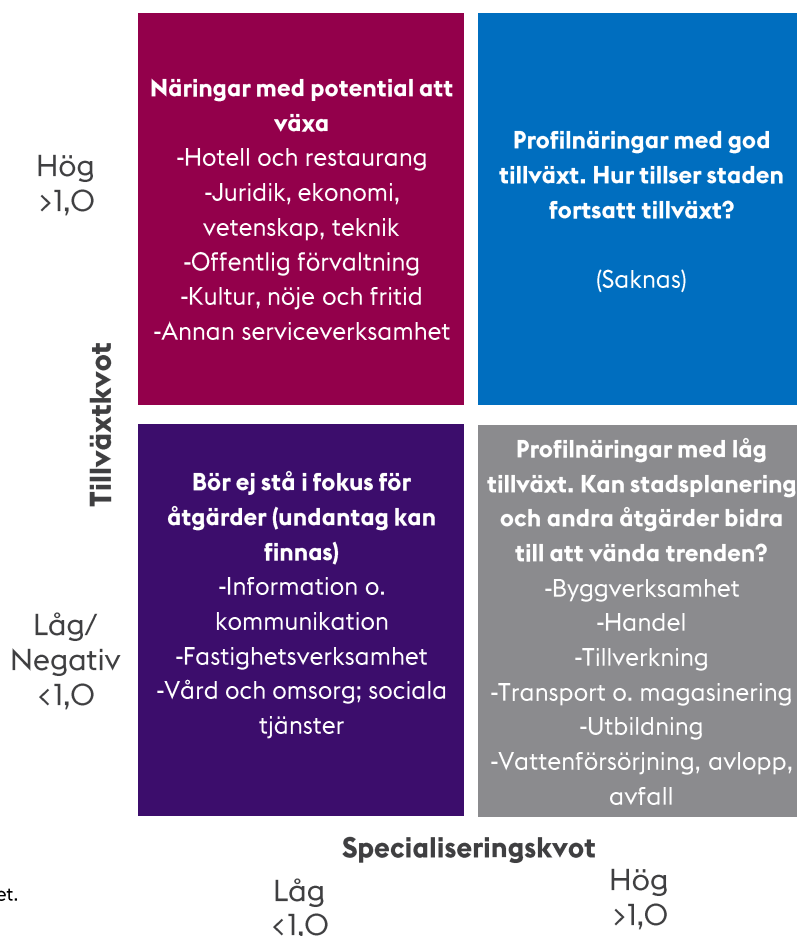 Näringar med potential att
växa
-Hotell och restaurang
-Juridik, ekonomi,
vetenskap, teknik
-Offentlig förvaltning
-Kultur, nöje och fritid
-Annan serviceverksamhet
Profilnäringar med god
tillväxt. Hur tillser staden
fortsatt tillväxt?
(Saknas)
Hög
>1,0
Tillväxtkvot
Bör ej stå i fokus för
åtgärder (undantag kan
finnas)
-Information o.
kommunikation
-Fastighetsverksamhet
-Vård och omsorg; sociala
tjänster
Profilnäringar med låg
tillväxt. Kan stadsplanering
och andra åtgärder bidra
till att vända trenden?
-Byggverksamhet
-Handel
-Tillverkning
-Transport o. magasinering
-Utbildning
-Vattenförsörjning, avlopp,
avfall
Låg/
Negativ
<1,0
Specialiseringskvot
et.
Låg
<1,0
Hög
>1,0